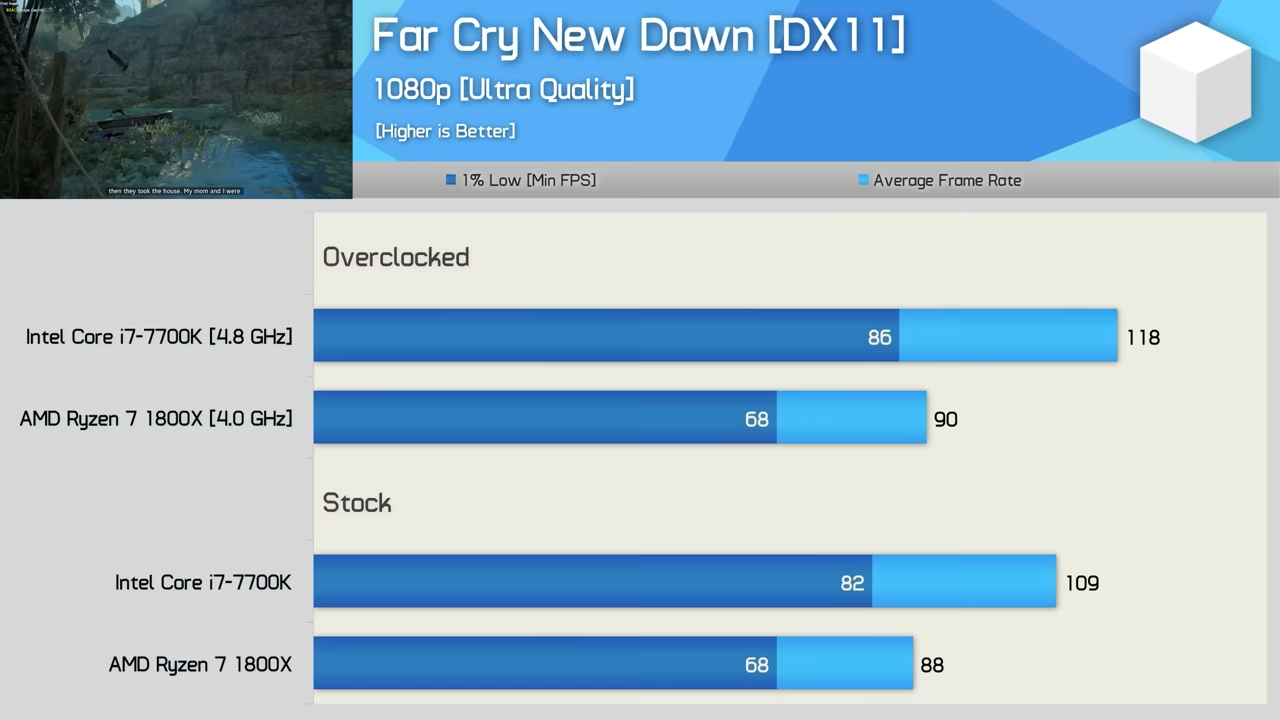 Far Cry New Dawn [DX11]
1080p [Ultra Quality]
[Higher is Better]
then they took the house. My mom and I were
1% Low [Min FPS]
Average Frame Rate
Overclocked
Intel Core i7-7700K [4.8 GHz] 86 118
AMD Ryzen 7 1800X [4.0 GHz] 68 90
Stock
Intel Core i7-7700K 82 109
AMD Ryzen 7 1800X 68 88